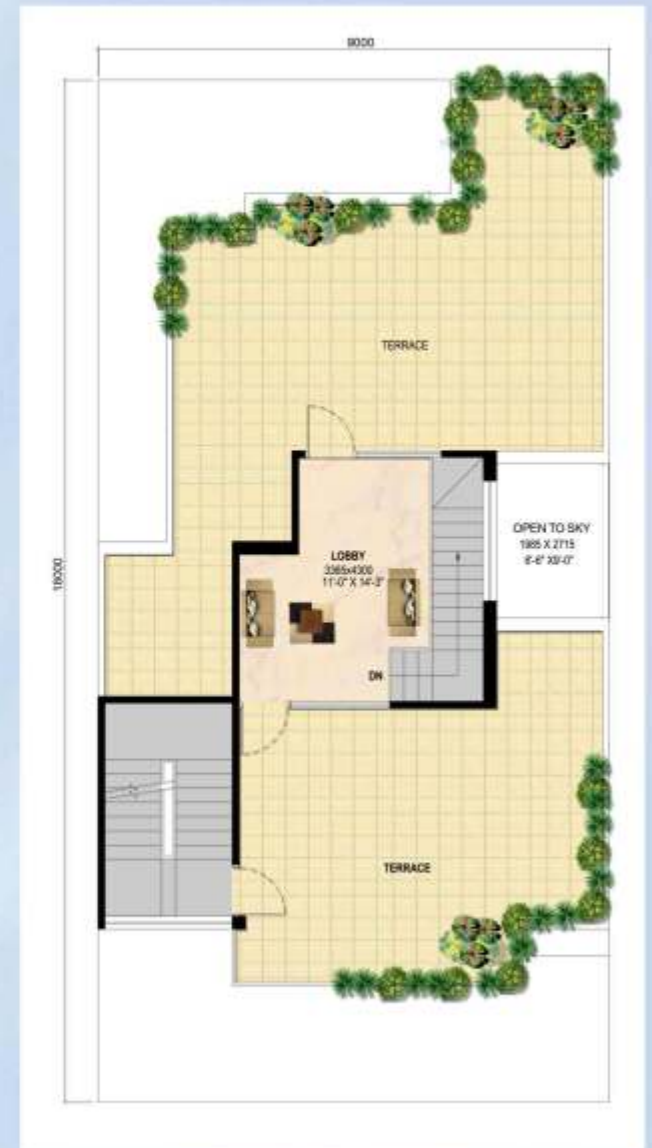 9000
TERRACE
18000
OPEN TO SKY
1985 X 2715
6'-6" X9'-0"
LOBBY
3365x4300
11'-0" X 14'-3"
DN
TERRACE